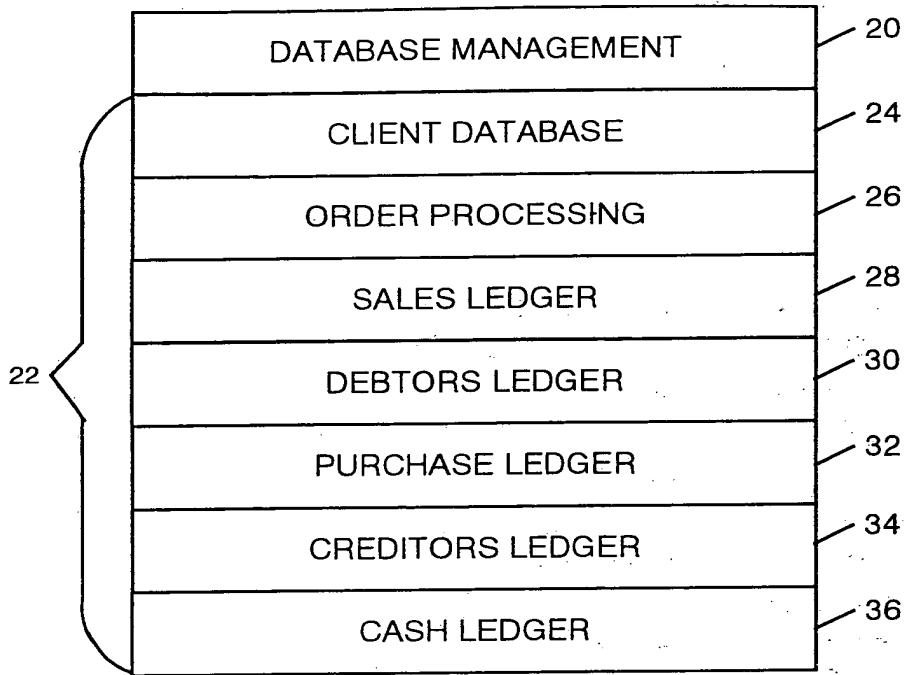 DATABASE MANAGEMENT 20
CLIENT DATABASE 24
ORDER PROCESSING 26
SALES LEDGER 28
22 DEBTORS LEDGER 30
PURCHASE LEDGER 32
CREDITORS LEDGER 34
CASH LEDGER 36